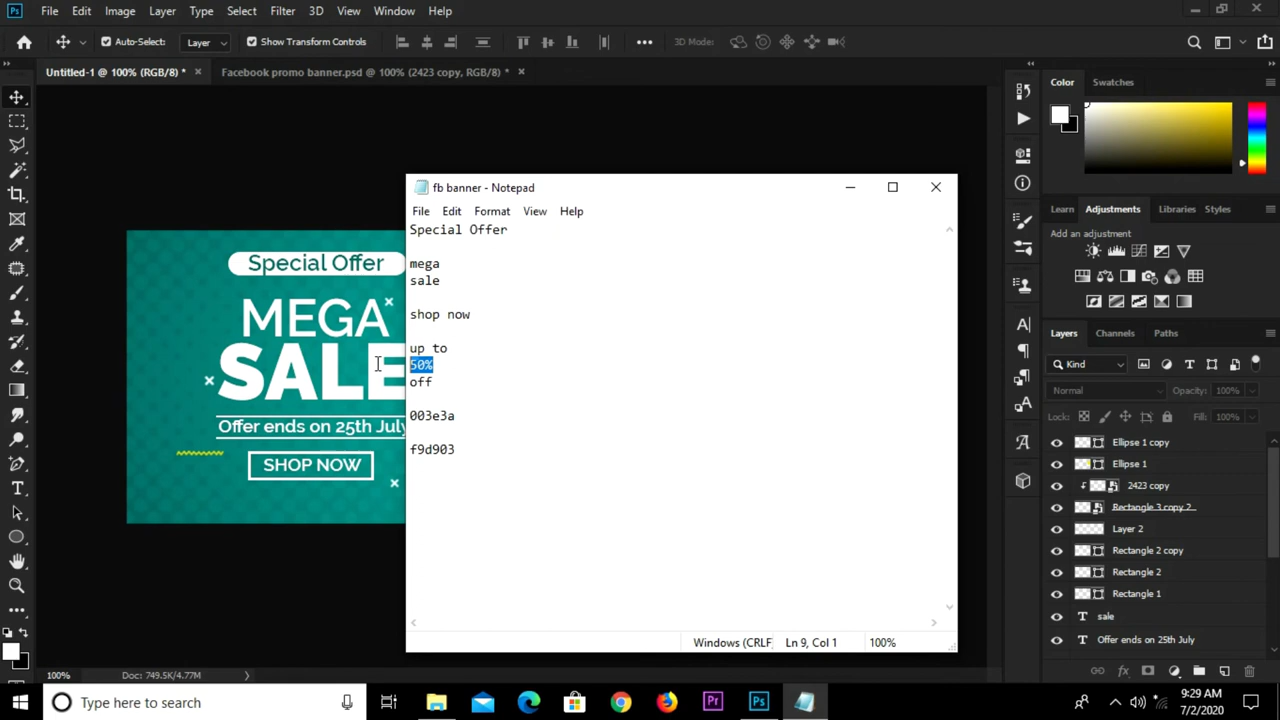 Ps File Edit Image Layer Type Select Filter 3D View Window Help
Auto-Select: Layer Show Transform Controls 3D Mode:
Untitled-1 @ 100% (RGB/8) * Facebook promo banner.psd @ 100% (2423 copy, RGB/8) *
Color Swatches
fb banner - Notepad
File Edit Format View Help
Special Offer
mega
sale
shop now
up to
50%
off
003e3a
f9d903
Windows (CRLF Ln 9, Col 1 100%
Special Offer
MEGA
SALE
Offer ends on 25th July
SHOP NOW
Learn Adjustments Libraries Styles
Add an adjustment
Layers Channels Paths
Kind
Normal Opacity: 100%
Lock: Fill: 100%
Ellipse 1 copy
Ellipse 1
2423 copy
Rectangle 3 copy 2
Layer 2
Rectangle 2 copy
Rectangle 2
Rectangle 1
sale
Offer ends on 25th July
100% Doc: 749.5K/4.77M
Type here to search
Pr Ps
9:29 AM
7/2/2020